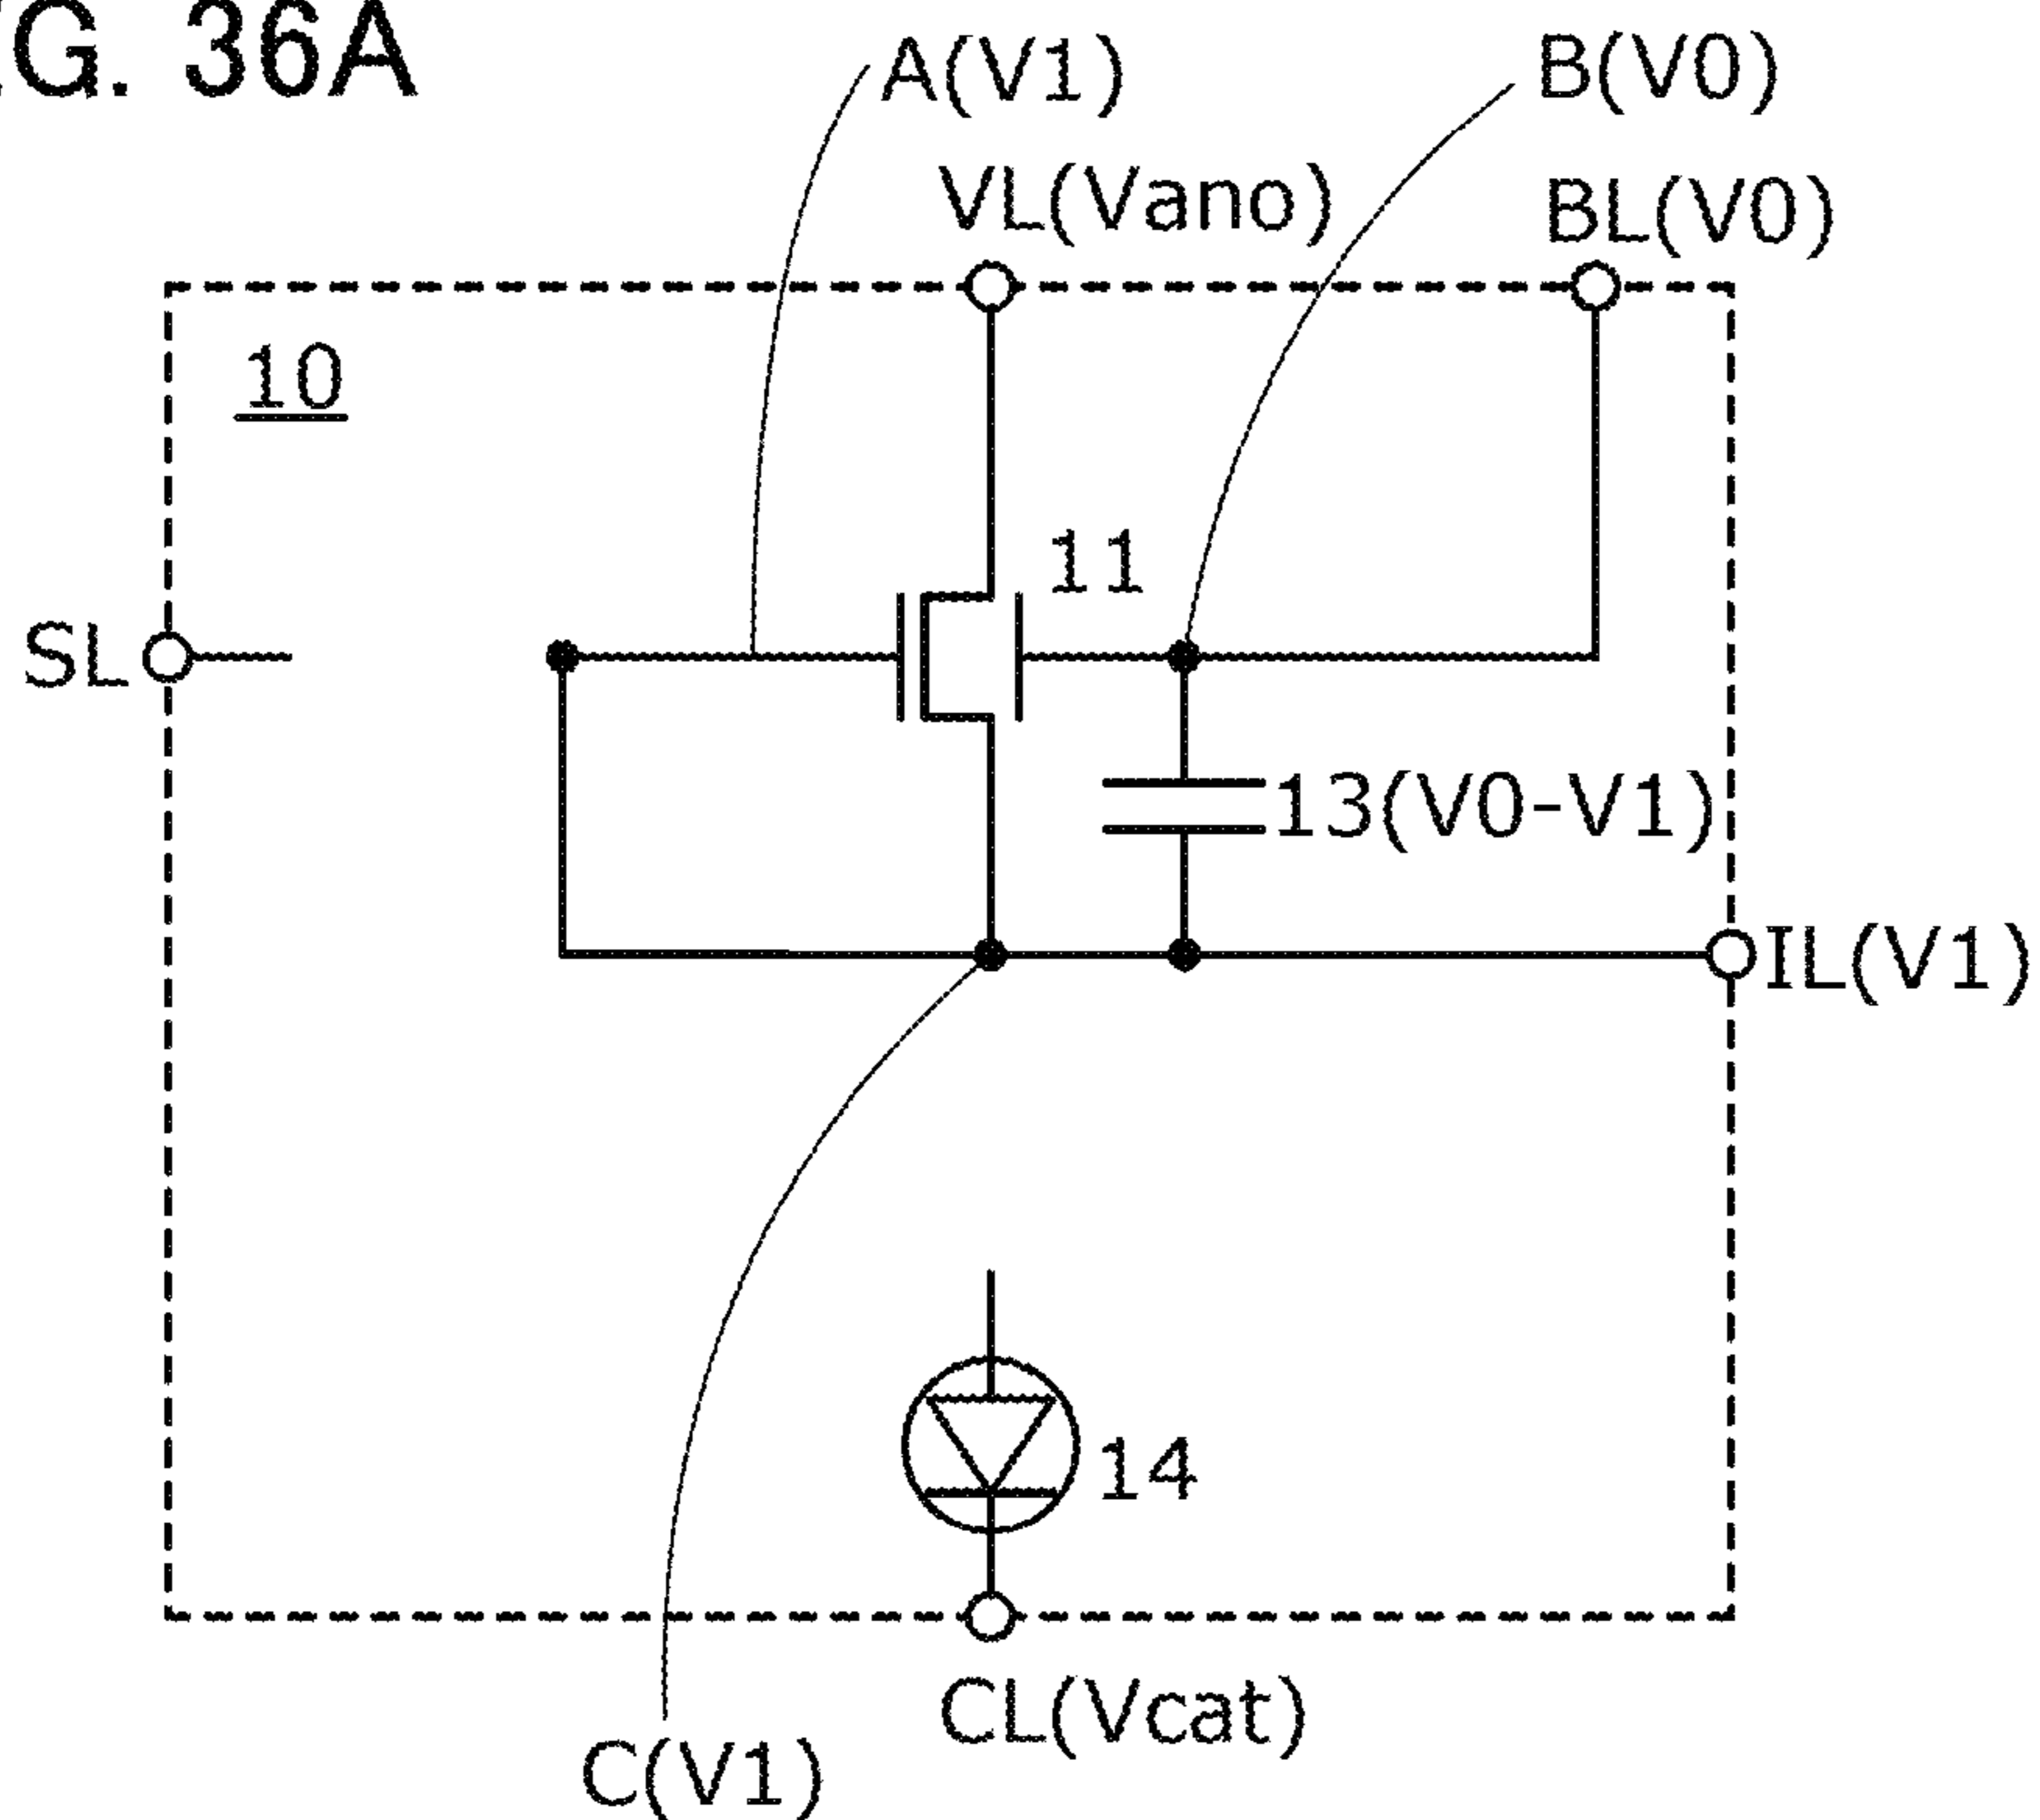 G. 36A
A(V1)
B(V0)
VL(Vano)
BL(V0)
10
11
SL
13(V0-V1)
IL(V1)
14
CL(Vcat)
C(V1)